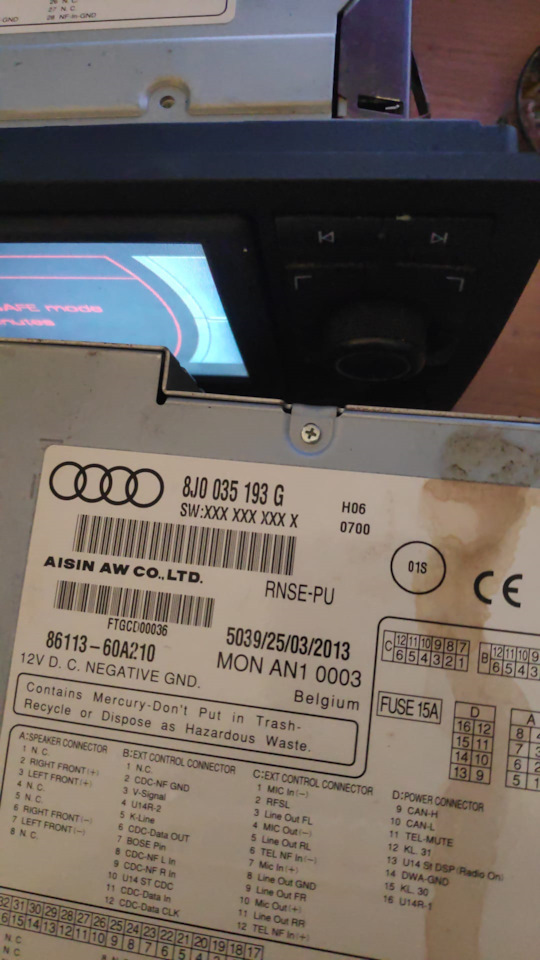 26 N. C.
27 N. C.
28 NF In-GND
-GND
AFE mode
nutes
8J0 035 193 G
SW:XXX XXX XXX X
H06
0700
AISIN AW CO.,LTD.
RNSE-PU
01S
CE
FTGCD00036
86113-60A210
5039/25/03/2013
12V D. C. NEGATIVE GND.
MON AN1 0003
Belgium
Contains Mercury-Don't Put in Trash-
Recycle or Dispose as Hazardous Waste.
C 12 11 10 9 8 7
6 5 4 3 2 1
B 12 11 10 9
6 5 4 3
FUSE 15A
D
16 12
15 11
14 10
13 9
A
8 4
7 3
6 2
5 1
A:SPEAKER CONNECTOR
1 N. C.
2 RIGHT FRONT(+)
3 LEFT FRONT(+)
4 N. C.
5 N. C.
6 RIGHT FRONT(-)
7 LEFT FRONT(-)
8 N. C.
B:EXT CONTROL CONNECTOR
1 N.C.
2 CDC-NF GND
3 V-Signal
4 U14R-2
5 K-Line
6 CDC-Data OUT
7 BOSE Pin
8 CDC-NF L In
9 CDC-NF R In
10 U14 ST CDC
11 CDC-Data In
12 CDC-Data CLK
C:EXT CONTROL CONNECTOR
1 MIC In(-)
2 RFSL
3 Line Out FL
4 MIC Out(-)
5 Line Out RL
6 TEL NF In(-)
7 Mic In(+)
8 Line Out GND
9 Line Out FR
10 Mic Out(+)
11 Line Out RR
12 TEL NF In(+)
D:POWER CONNECTOR
9 CAN-H
10 CAN-L
11 TEL-MUTE
12 KL. 31
13 U14 St DSP (Radio On)
14 DWA-GND
15 KL. 30
16 U14R-1
32 31 30 29 28 27 26 25 24 23 22 21 20 19 18 17
16 15 14 13 12 11 10 9 8 7 6 5 4 3 2 1
N. C.
N. C.
N. C.